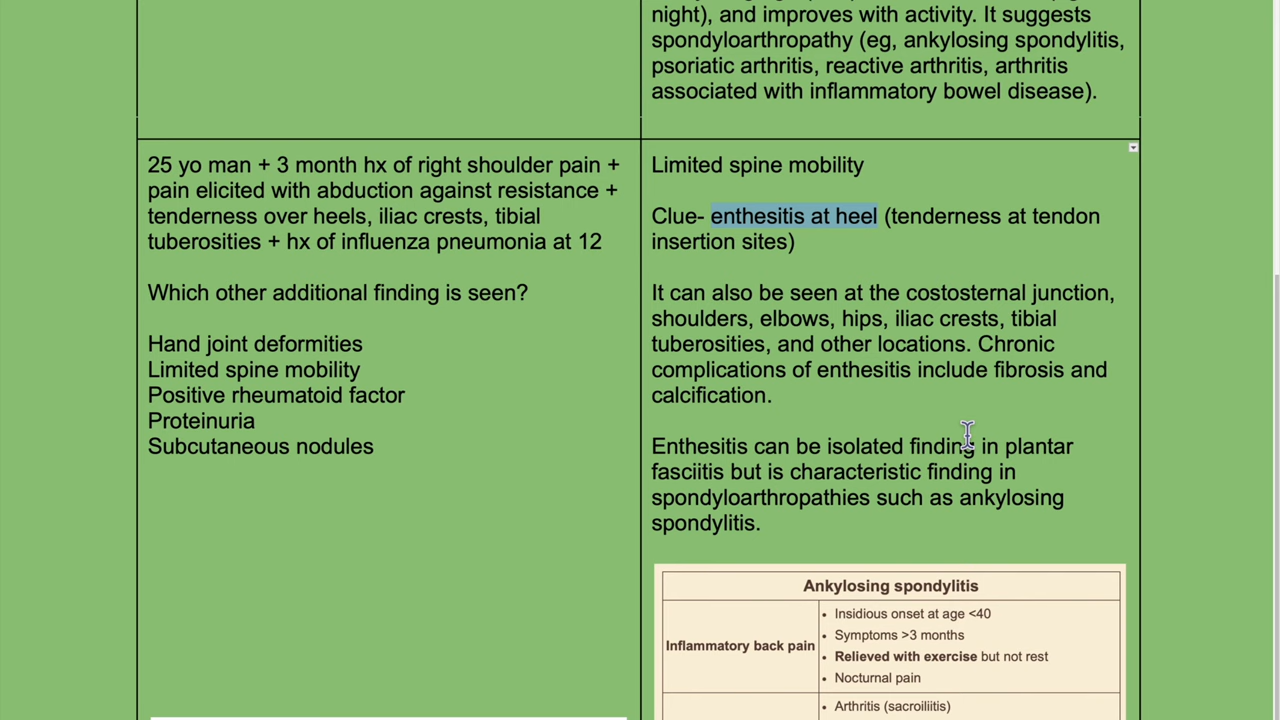 night), and improves with activity. It suggests
spondyloarthropathy (eg, ankylosing spondylitis,
psoriatic arthritis, reactive arthritis, arthritis
associated with inflammatory bowel disease).
25 yo man + 3 month hx of right shoulder pain +
pain elicited with abduction against resistance +
tenderness over heels, iliac crests, tibial
tuberosities + hx of influenza pneumonia at 12
Which other additional finding is seen?
Hand joint deformities
Limited spine mobility
Positive rheumatoid factor
Proteinuria
Subcutaneous nodules
Limited spine mobility
Clue- enthesitis at heel (tenderness at tendon
insertion sites)
It can also be seen at the costosternal junction,
shoulders, elbows, hips, iliac crests, tibial
tuberosities, and other locations. Chronic
complications of enthesitis include fibrosis and
calcification.
Enthesitis can be isolated finding in plantar
fasciitis but is characteristic finding in
spondyloarthropathies such as ankylosing
spondylitis.
Ankylosing spondylitis
Inflammatory back pain
• Insidious onset at age <40
• Symptoms >3 months
• Relieved with exercise but not rest
• Nocturnal pain
• Arthritis (sacroiliitis)